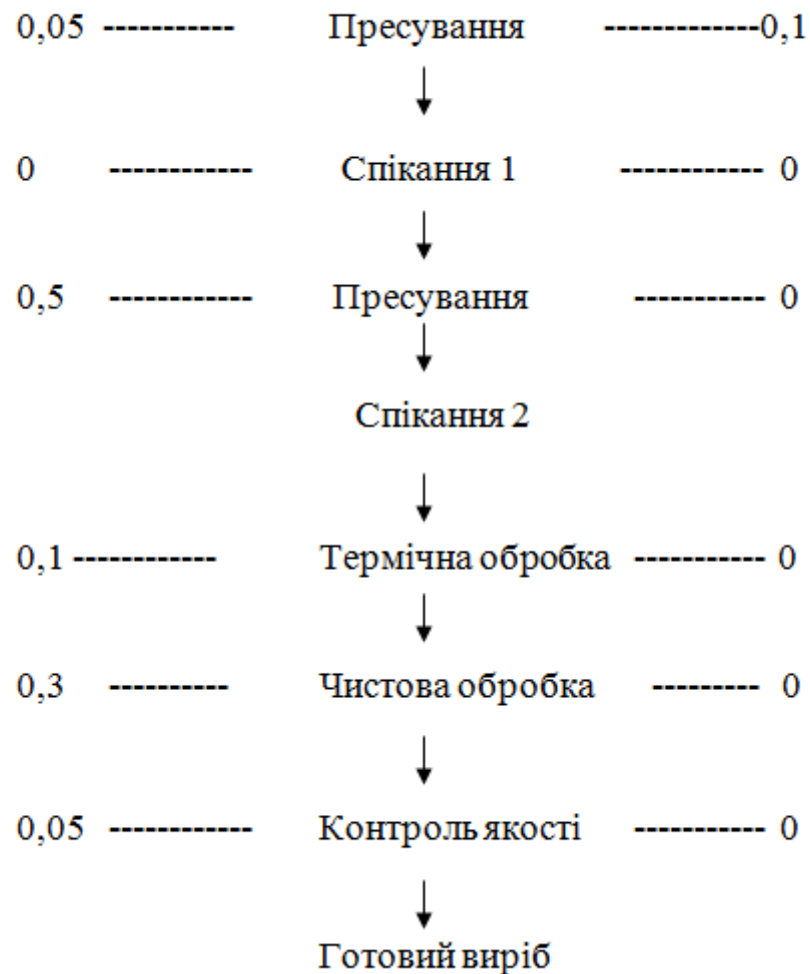 0,05 ----------- Пресування -------------0,1
0 ------------ Спікання 1 ------------ 0
0,5 ------------ Пресування ----------- 0
Спікання 2
0,1 ------------ Термічна обробка ----------- 0
0,3 ---------- Чистова обробка --------- 0
0,05 ------------ Контроль якості ----------- 0
Готовий виріб